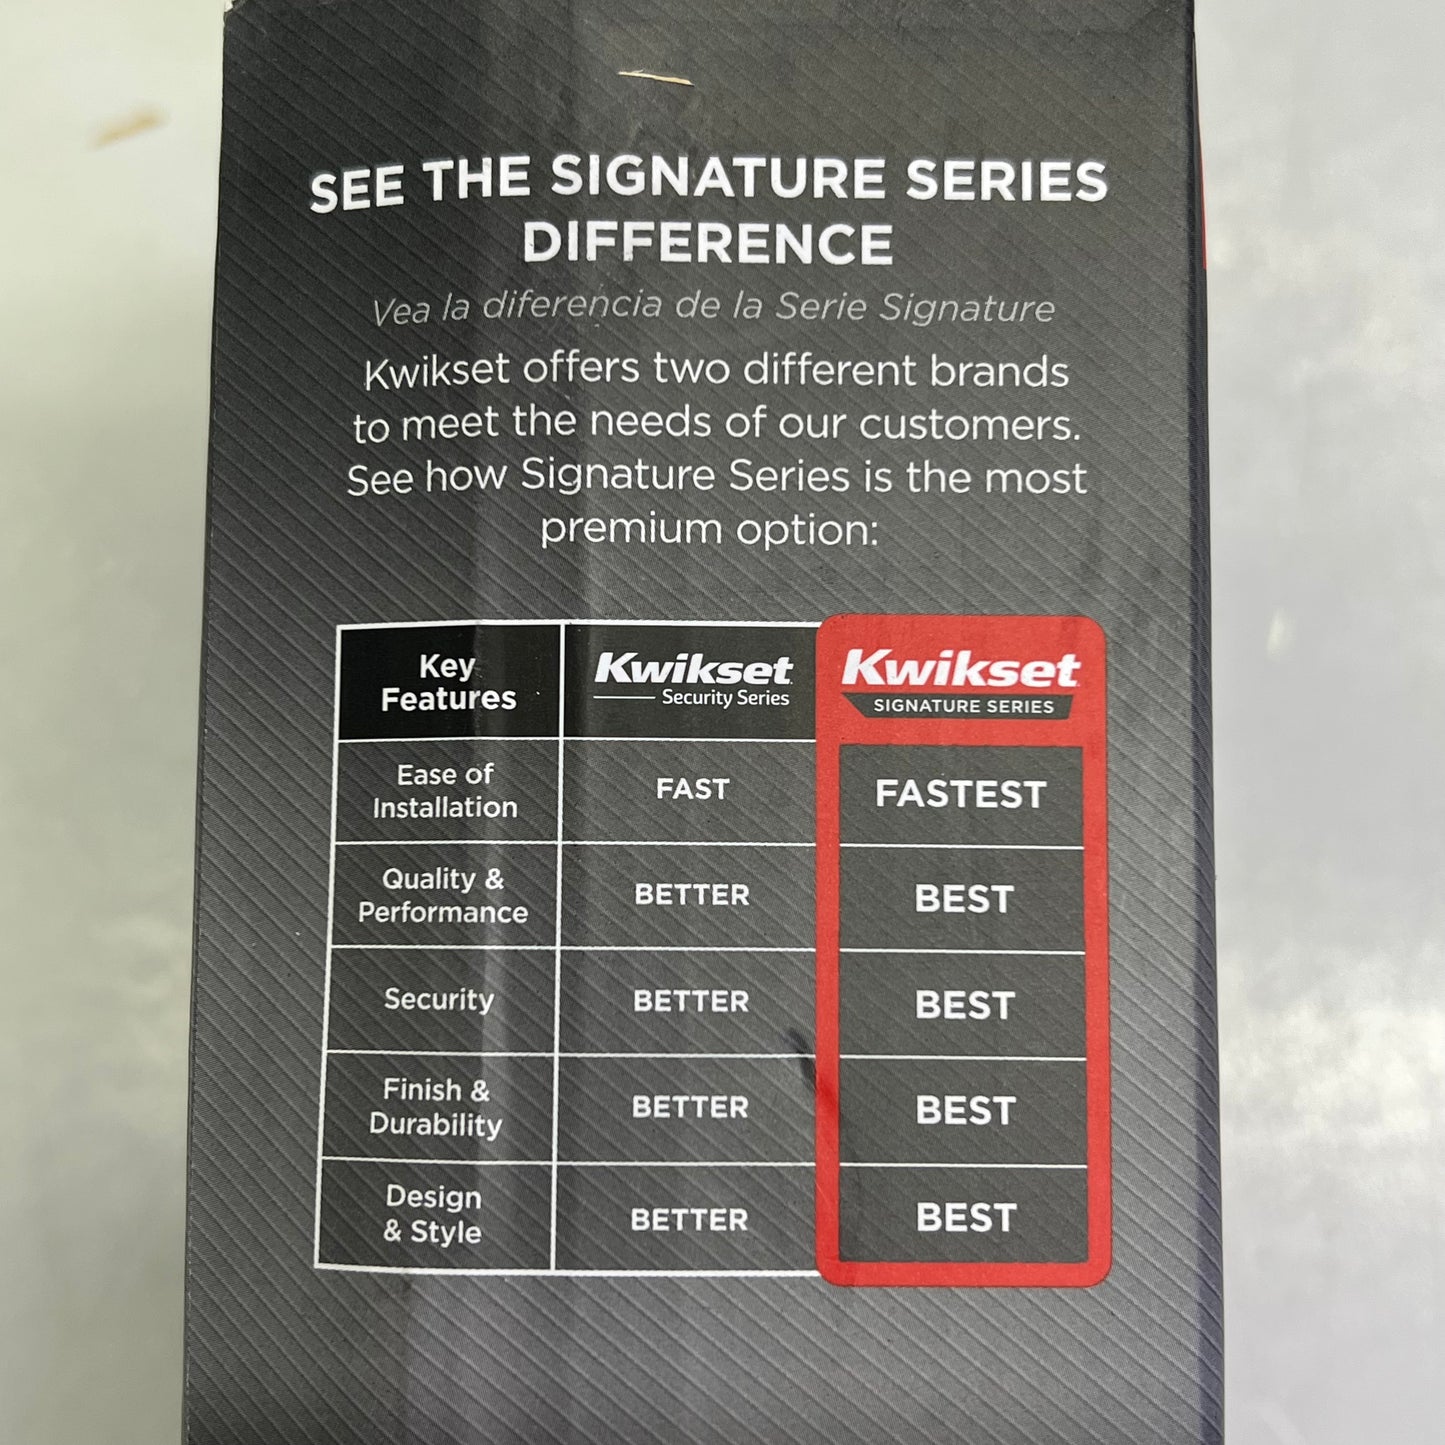 SEE THE SIGNATURE SERIES
DIFFERENCE
Vea la diferencia de la Serie Signature
Kwikset offers two different brands
to meet the needs of our customers.
See how Signature Series is the most
premium option:
Key
Features
Kwikset
Security Series
Kwikset
SIGNATURE SERIES
Ease of
Installation
FAST
FASTEST
Quality &
Performance
BETTER
BEST
Security
BETTER
BEST
Finish &
Durability
BETTER
BEST
Design
& Style
BETTER
BEST